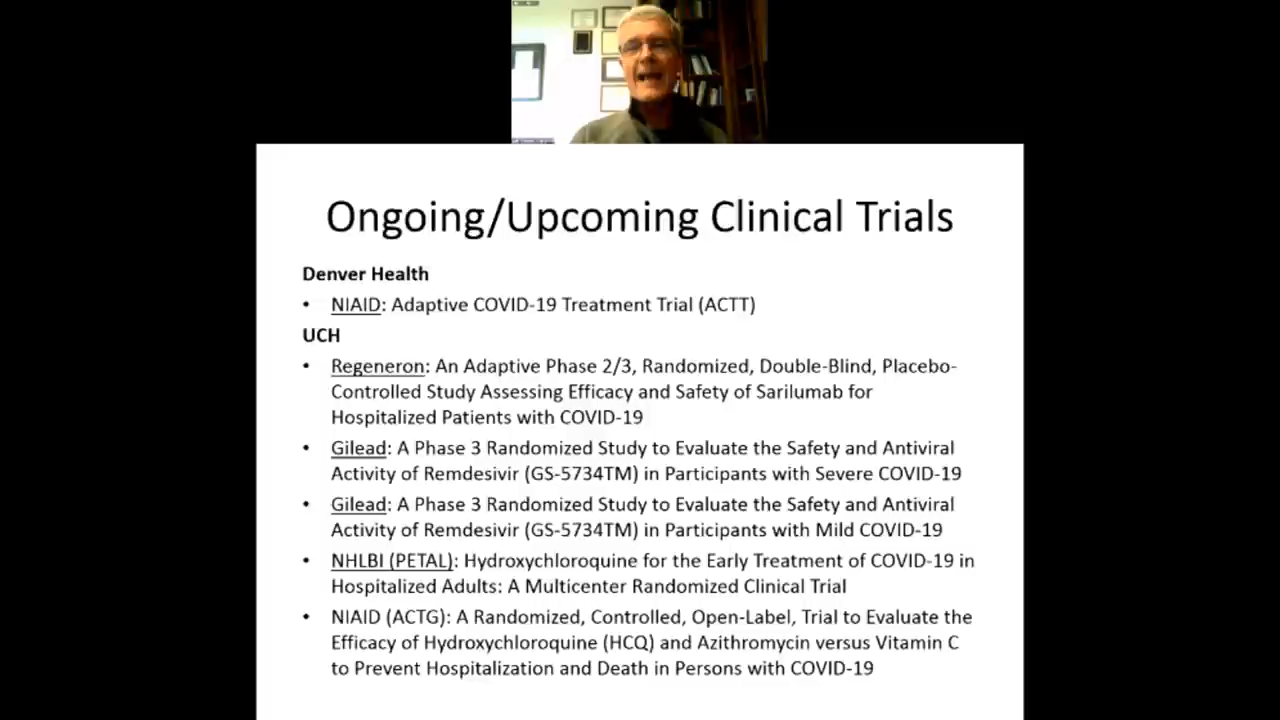 Ongoing/Upcoming Clinical Trials
Denver Health
• NIAID: Adaptive COVID-19 Treatment Trial (ACTT)
UCH
• Regeneron: An Adaptive Phase 2/3, Randomized, Double-Blind, Placebo-
Controlled Study Assessing Efficacy and Safety of Sarilumab for
Hospitalized Patients with COVID-19
• Gilead: A Phase 3 Randomized Study to Evaluate the Safety and Antiviral
Activity of Remdesivir (GS-5734TM) in Participants with Severe COVID-19
• Gilead: A Phase 3 Randomized Study to Evaluate the Safety and Antiviral
Activity of Remdesivir (GS-5734TM) in Participants with Mild COVID-19
• NHLBI (PETAL): Hydroxychloroquine for the Early Treatment of COVID-19 in
Hospitalized Adults: A Multicenter Randomized Clinical Trial
• NIAID (ACTG): A Randomized, Controlled, Open-Label, Trial to Evaluate the
Efficacy of Hydroxychloroquine (HCQ) and Azithromycin versus Vitamin C
to Prevent Hospitalization and Death in Persons with COVID-19